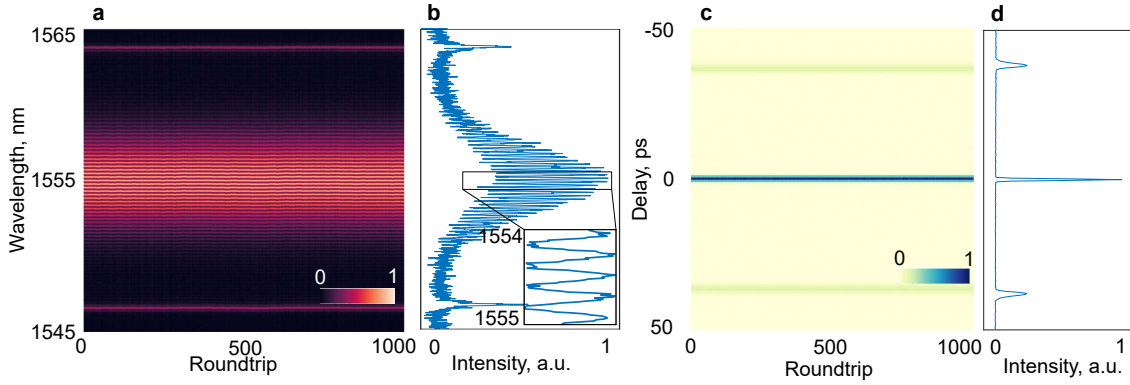 a
b
c
d
1565
1555
1545
Wavelength, nm
0 1
0 500 1000
Roundtrip
1554
1555
0 1
Intensity, a.u.
-50
0
50
Delay, ps
0 1
0 500 1000
Roundtrip
0 1
Intensity, a.u.